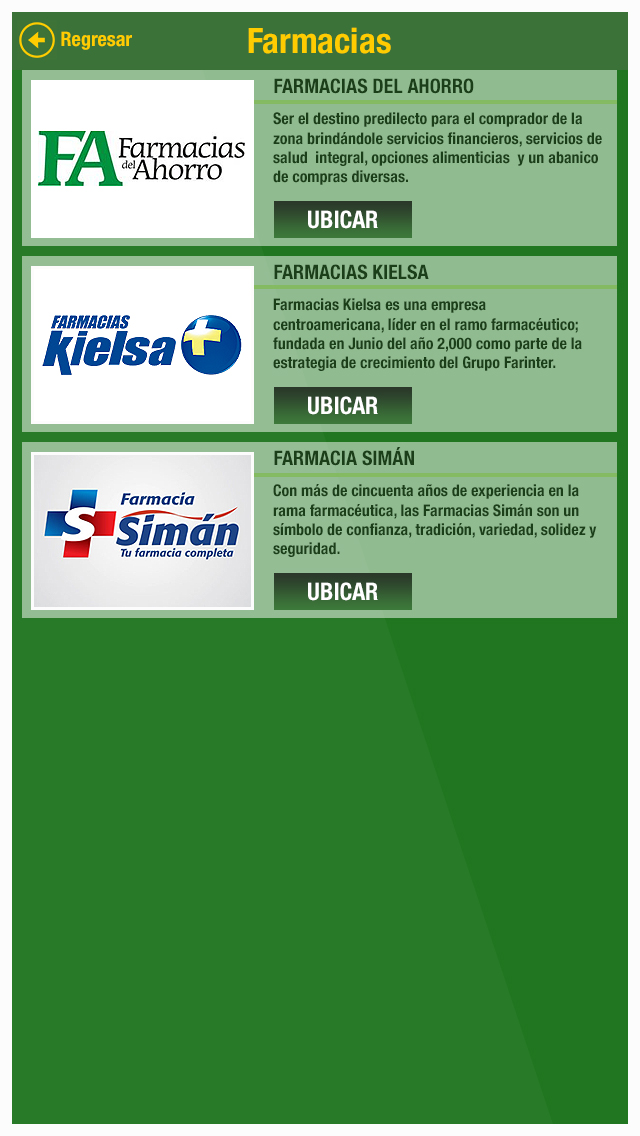 Regresar
Farmacias
FARMACIAS DEL AHORRO
FA Farmacias
del Ahorro
Ser el destino predilecto para el comprador de la
zona brindándole servicios financieros, servicios de
salud  integral, opciones alimenticias  y un abanico
de compras diversas.
UBICAR
FARMACIAS KIELSA
FARMACIAS
Kielsa
Farmacias Kielsa es una empresa
centroamericana, líder en el ramo farmacéutico;
fundada en Junio del año 2,000 como parte de la
estrategia de crecimiento del Grupo Farinter.
UBICAR
FARMACIA SIMÁN
S
Farmacia
Simán
Tu farmacia completa
Con más de cincuenta años de experiencia en la
rama farmacéutica, las Farmacias Simán son un
símbolo de confianza, tradición, variedad, solidez y
seguridad.
UBICAR